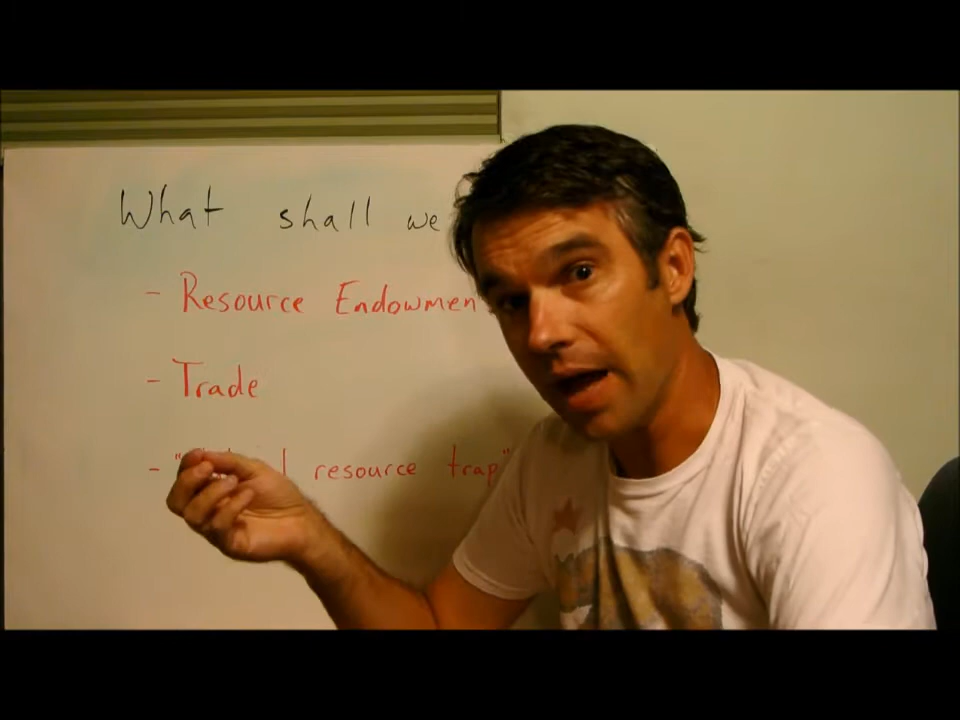 What shall we
- Resource Endowmen
- Trade
- resource trap"